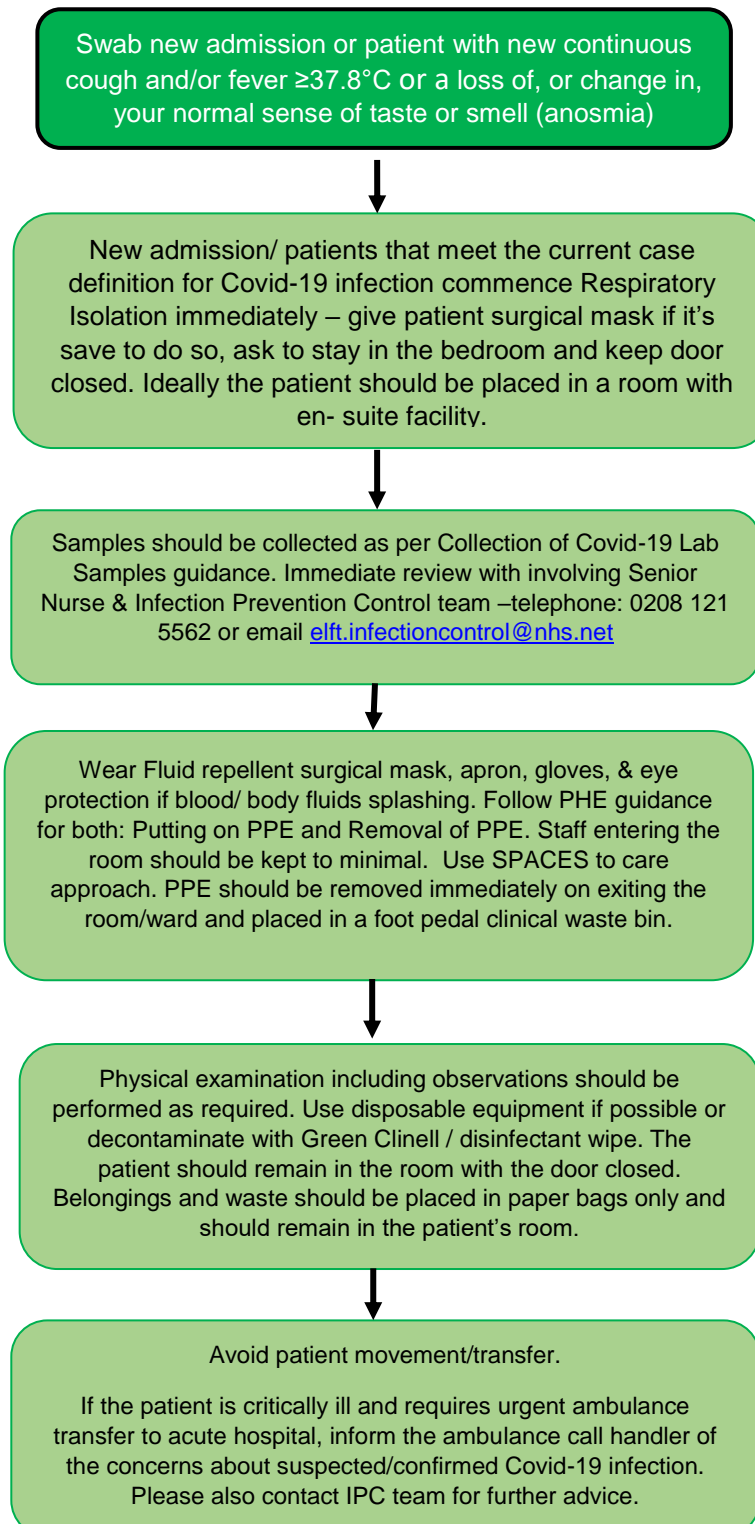 Swab new admission or patient with new continuous
cough and/or fever ≥37.8°C or a loss of, or change in,
your normal sense of taste or smell (anosmia)
New admission/ patients that meet the current case
definition for Covid-19 infection commence Respiratory
Isolation immediately – give patient surgical mask if it's
save to do so, ask to stay in the bedroom and keep door
closed. Ideally the patient should be placed in a room with
en- suite facility.
Samples should be collected as per Collection of Covid-19 Lab
Samples guidance. Immediate review with involving Senior
Nurse & Infection Prevention Control team –telephone: 0208 121
5562 or email elft.infectioncontrol@nhs.net
Wear Fluid repellent surgical mask, apron, gloves, & eye
protection if blood/ body fluids splashing. Follow PHE guidance
for both: Putting on PPE and Removal of PPE. Staff entering the
room should be kept to minimal. Use SPACES to care
approach. PPE should be removed immediately on exiting the
room/ward and placed in a foot pedal clinical waste bin.
Physical examination including observations should be
performed as required. Use disposable equipment if possible or
decontaminate with Green Clinell / disinfectant wipe. The
patient should remain in the room with the door closed.
Belongings and waste should be placed in paper bags only and
should remain in the patient's room.
Avoid patient movement/transfer.
If the patient is critically ill and requires urgent ambulance
transfer to acute hospital, inform the ambulance call handler of
the concerns about suspected/confirmed Covid-19 infection.
Please also contact IPC team for further advice.